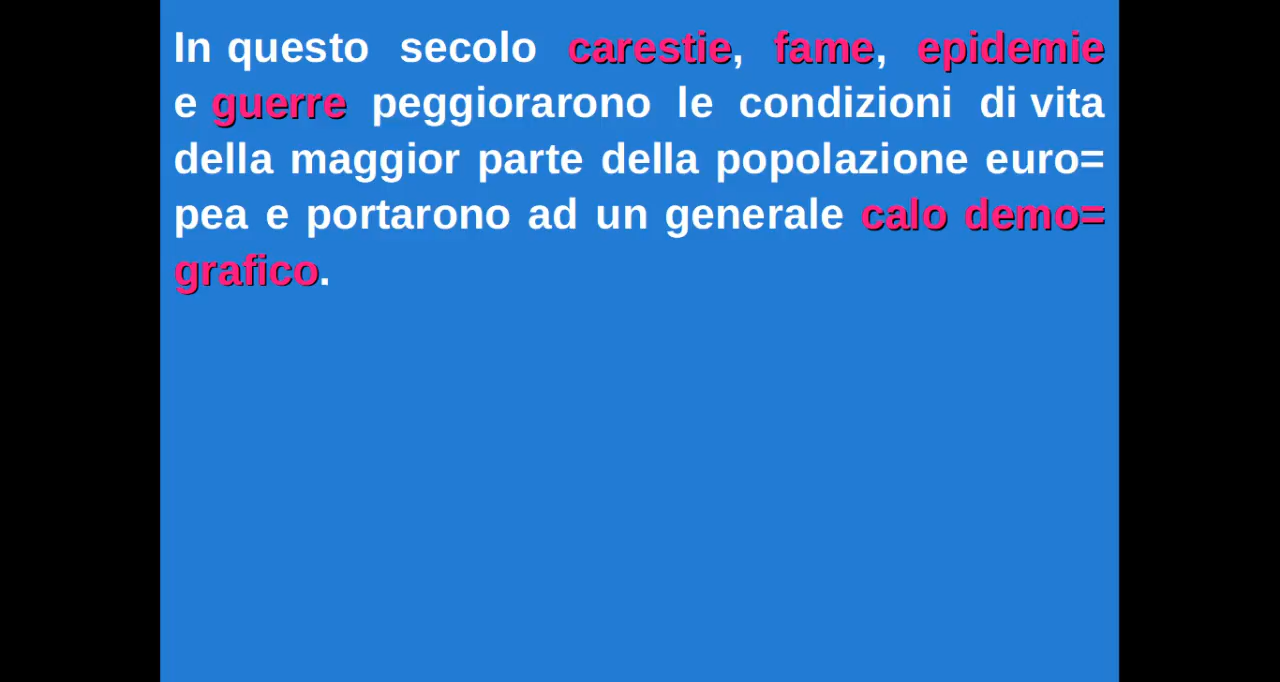 In questo secolo carestie, fame, epidemie
e guerre peggiorarono le condizioni di vita
della maggior parte della popolazione euro=
pea e portarono ad un generale calo demo=
grafico.